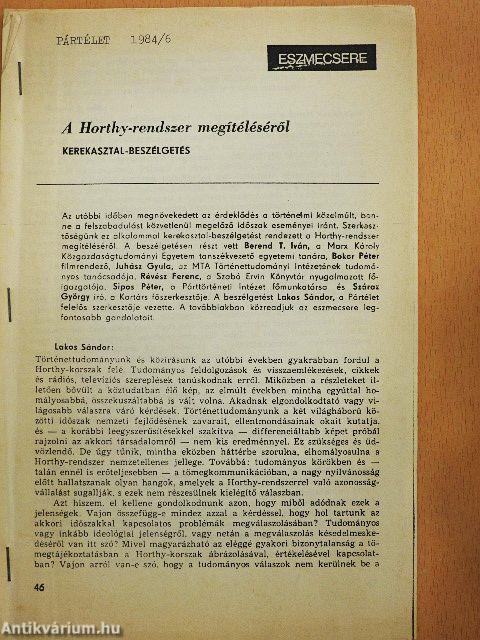 PÁRTÉLET 1984/6
ESZMECSERE
A Horthy-rendszer megítéléséről
KEREKASZTAL-BESZÉLGETÉS
Az utóbbi időben megnövekedett az érdeklődés a történelmi közelmúlt, ban-
ne a felszabadulást közvetlenül megelőző időszak eseményei iránt. Szerkesz-
tőségünk ez alkalommal kerekasztal-beszélgetést rendezett a Horthy-rendszer
megítéléséről. A beszélgetésen részt vett Berend T. Iván, a Marx Károly
Közgazdaságtudományi Egyetem tanszékvezető egyetemi tanára, Bokor Péter
filmrendező, Juhász Gyula, az MTA Történettudományi Intézetének tudomá-
nyos tanácsadója, Révész Ferenc, a Szabó Ervin Könyvtár nyugalmazott fő-
igazgatója, Sipos Péter, a Párttörténeti Intézet főmunkatársa és Száraz
György író, a Kortárs főszerkesztője. A beszélgetést Lakos Sándor, a Pártélet
felelős szerkesztője vezette. A továbbiakban közreadjuk az eszmecsere leg-
fontosabb gondolatait.
Lakos Sándor:
Történettudományunk és közírásunk az utóbbi években gyakrabban fordul a
Horthy-korszak felé. Tudományos feldolgozások és visszaemlékezések, cikkek
és rádiós, televíziós szereplések tanúskodnak erről. Miközben a részleteket il-
letően bővült a köztudatban élő kép, az elmúlt években mintha egyúttal ho-
mályosabbá, összekuszáltabbá is vált volna. Akadnak elgondolkodtató vagy vi-
lágosabb válaszra váró kérdések. Történettudományunk a két világháború kö-
zötti időszak nemzeti fejlődésének zavarait, ellentmondásainak okait kutatja,
és — a korábbi leegyszerűsítésekkel szakítva — differenciáltabb képet próbál
rajzolni az akkori társadalomról — nem kis eredménnyel. Ez szükséges és üd-
vözlendő. De úgy tűnik, mintha eközben háttérbe szorulna, elhomályosulna a
Horthy-rendszer nemzetellenes jellege. Továbbá: tudományos körökben és —
talán ennél is erőteljesebben — a tömegkommunikációban, a nagy nyilvánosság
előtt hallatszanak olyan hangok, amelyek a Horthy-rendszerrel való azonosság-
vállalást sugallják, s ezek nem részesülnek kielégítő válaszban.
Azt hiszem, el kellene gondolkodnunk azon, hogy miből adódnak ezek a
jelenségek. Vajon összefügg-e mindez azzal a kérdéssel, hogy hol tartunk az
akkori időszakkal kapcsolatos problémák megválaszolásában? Tudományos
vagy inkább ideológiai jelenségről, vagy netán a megválaszolás késedelmeske-
déséről van itt szó? Mivel magyarázható az eléggé gyakori bizonytalanság a tö-
megtájékoztatásban a Horthy-korszak ábrázolásával, értékelésével kapcsolat-
ban? Vajon arról van-e szó, hogy a tudományos válaszok nem kerülnek be a
46
Antikvárium.hu